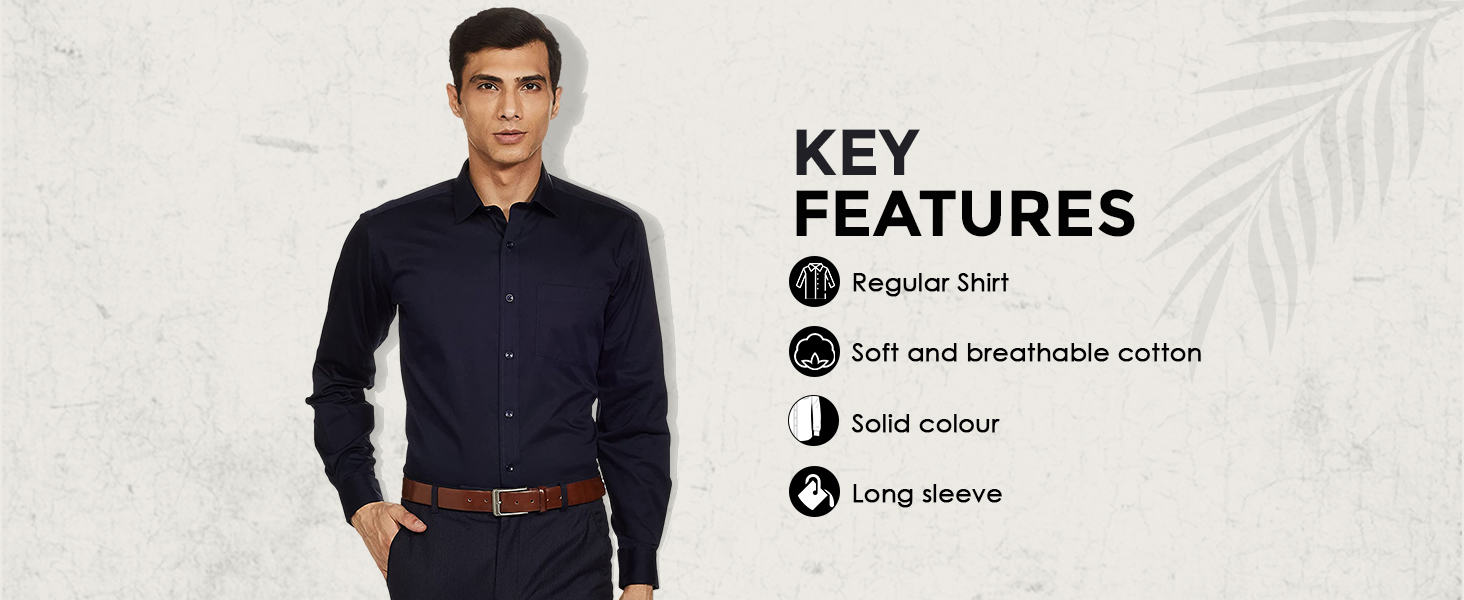 KEY
FEATURES
Regular Shirt
Soft and breathable cotton
Solid colour
Long sleeve